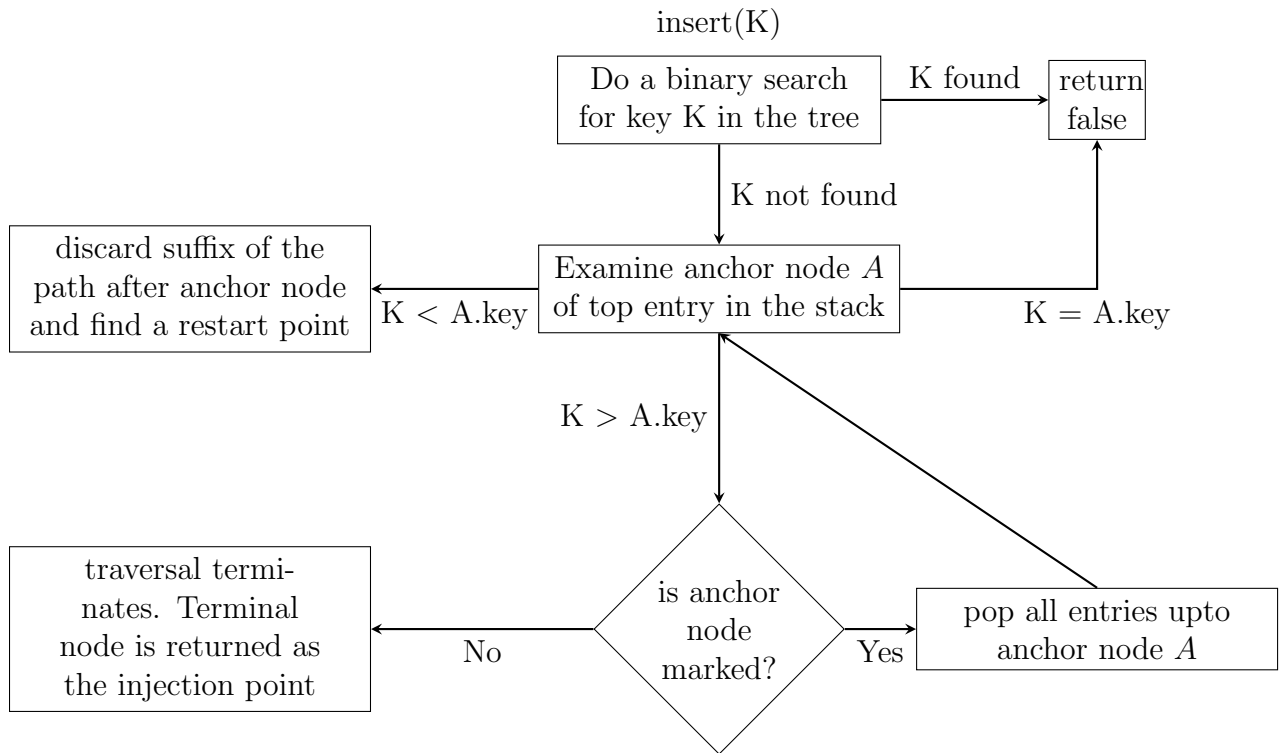 insert(K)
Do a binary search
for key K in the tree
K found
return
false
K not found
discard suffix of the
path after anchor node
and find a restart point
K < A.key
Examine anchor node A
of top entry in the stack
K = A.key
K > A.key
traversal termi-
nates. Terminal
node is returned as
the injection point
No
is anchor
node
marked?
Yes
pop all entries upto
anchor node A